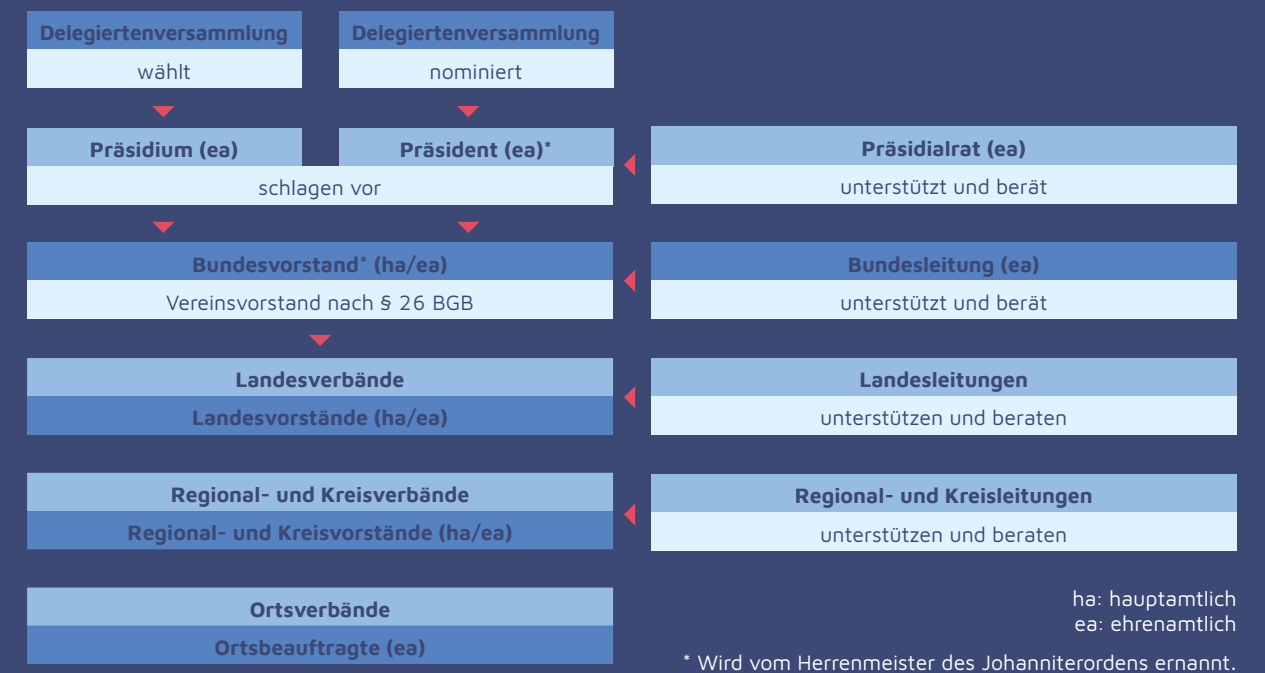 Delegiertenversammlung
wählt
Delegiertenversammlung
nominiert
Präsidium (ea)
Präsident (ea)*
schlagen vor
Präsidialrat (ea)
unterstützt und berät
Bundesvorstand* (ha/ea)
Vereinsvorstand nach § 26 BGB
Bundesleitung (ea)
unterstützt und berät
Landesverbände
Landesvorstände (ha/ea)
Landesleitungen
unterstützen und beraten
Regional- und Kreisverbände
Regional- und Kreisvorstände (ha/ea)
Regional- und Kreisleitungen
unterstützen und beraten
Ortsverbände
Ortsbeauftragte (ea)
ha: hauptamtlich
ea: ehrenamtlich
* Wird vom Herrenmeister des Johanniterordens ernannt.